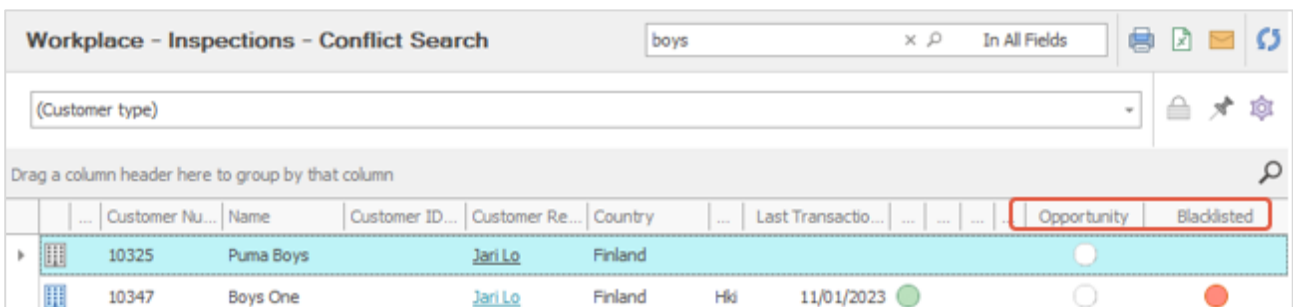 Workplace - Inspections - Conflict Search boys In All Fields
(Customer type)
Drag a column header here to group by that column
... Customer Nu... Name Customer ID... Customer Re... Country ... Last Transactio... ... ... ... ... Opportunity Blacklisted
10325 Puma Boys Jari Lo Finland
10347 Boys One Jari Lo Finland Hki 11/01/2023